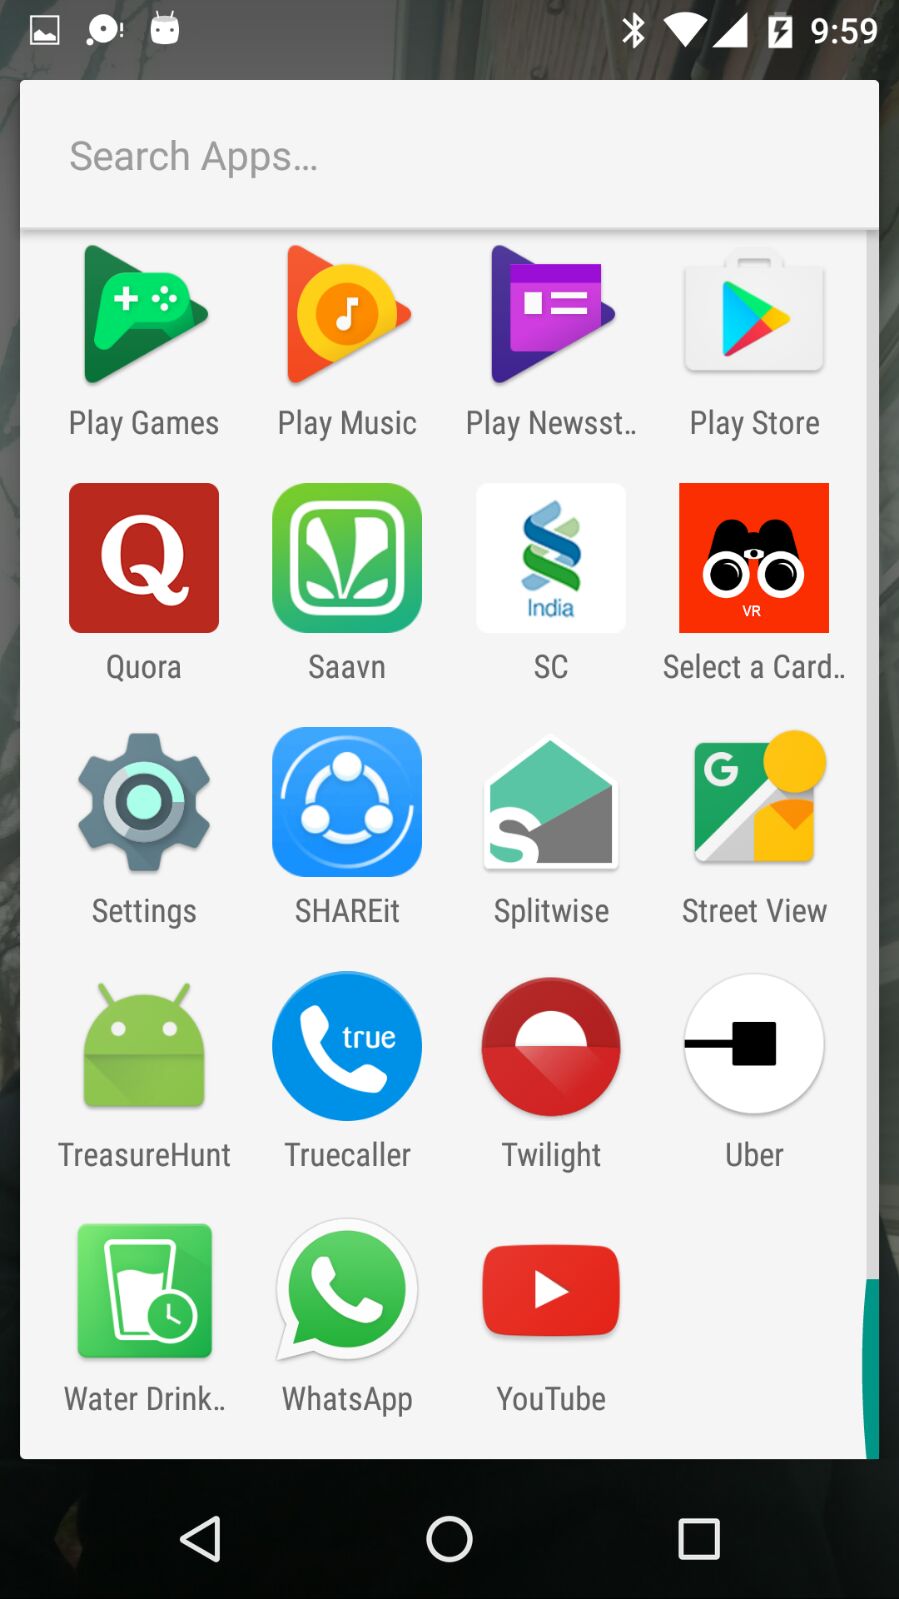 9:59
Search Apps...
Play Games Play Music Play Newsst.. Play Store
Q
India
VR
Quora Saavn SC Select a Card..
S
G
Settings SHAREit Splitwise Street View
true
TreasureHunt Truecaller Twilight Uber
Water Drink.. WhatsApp YouTube